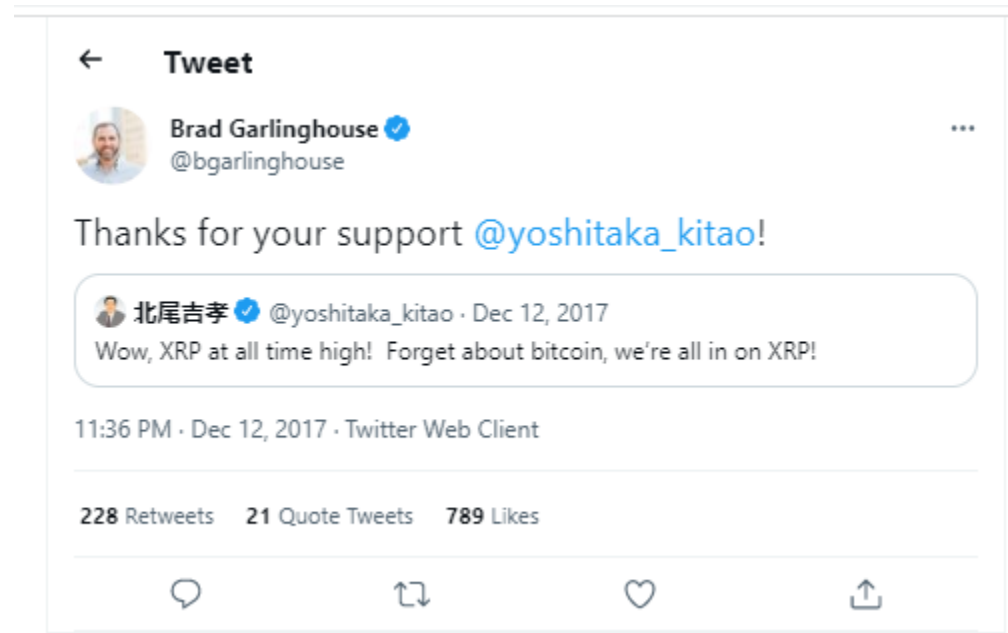 Tweet
Brad Garlinghouse
@bgarlinghouse
Thanks for your support @yoshitaka_kitao!
北尾吉孝 @yoshitaka_kitao · Dec 12, 2017
Wow, XRP at all time high!  Forget about bitcoin, we’re all in on XRP!
11:36 PM · Dec 12, 2017 · Twitter Web Client
228 Retweets 21 Quote Tweets 789 Likes